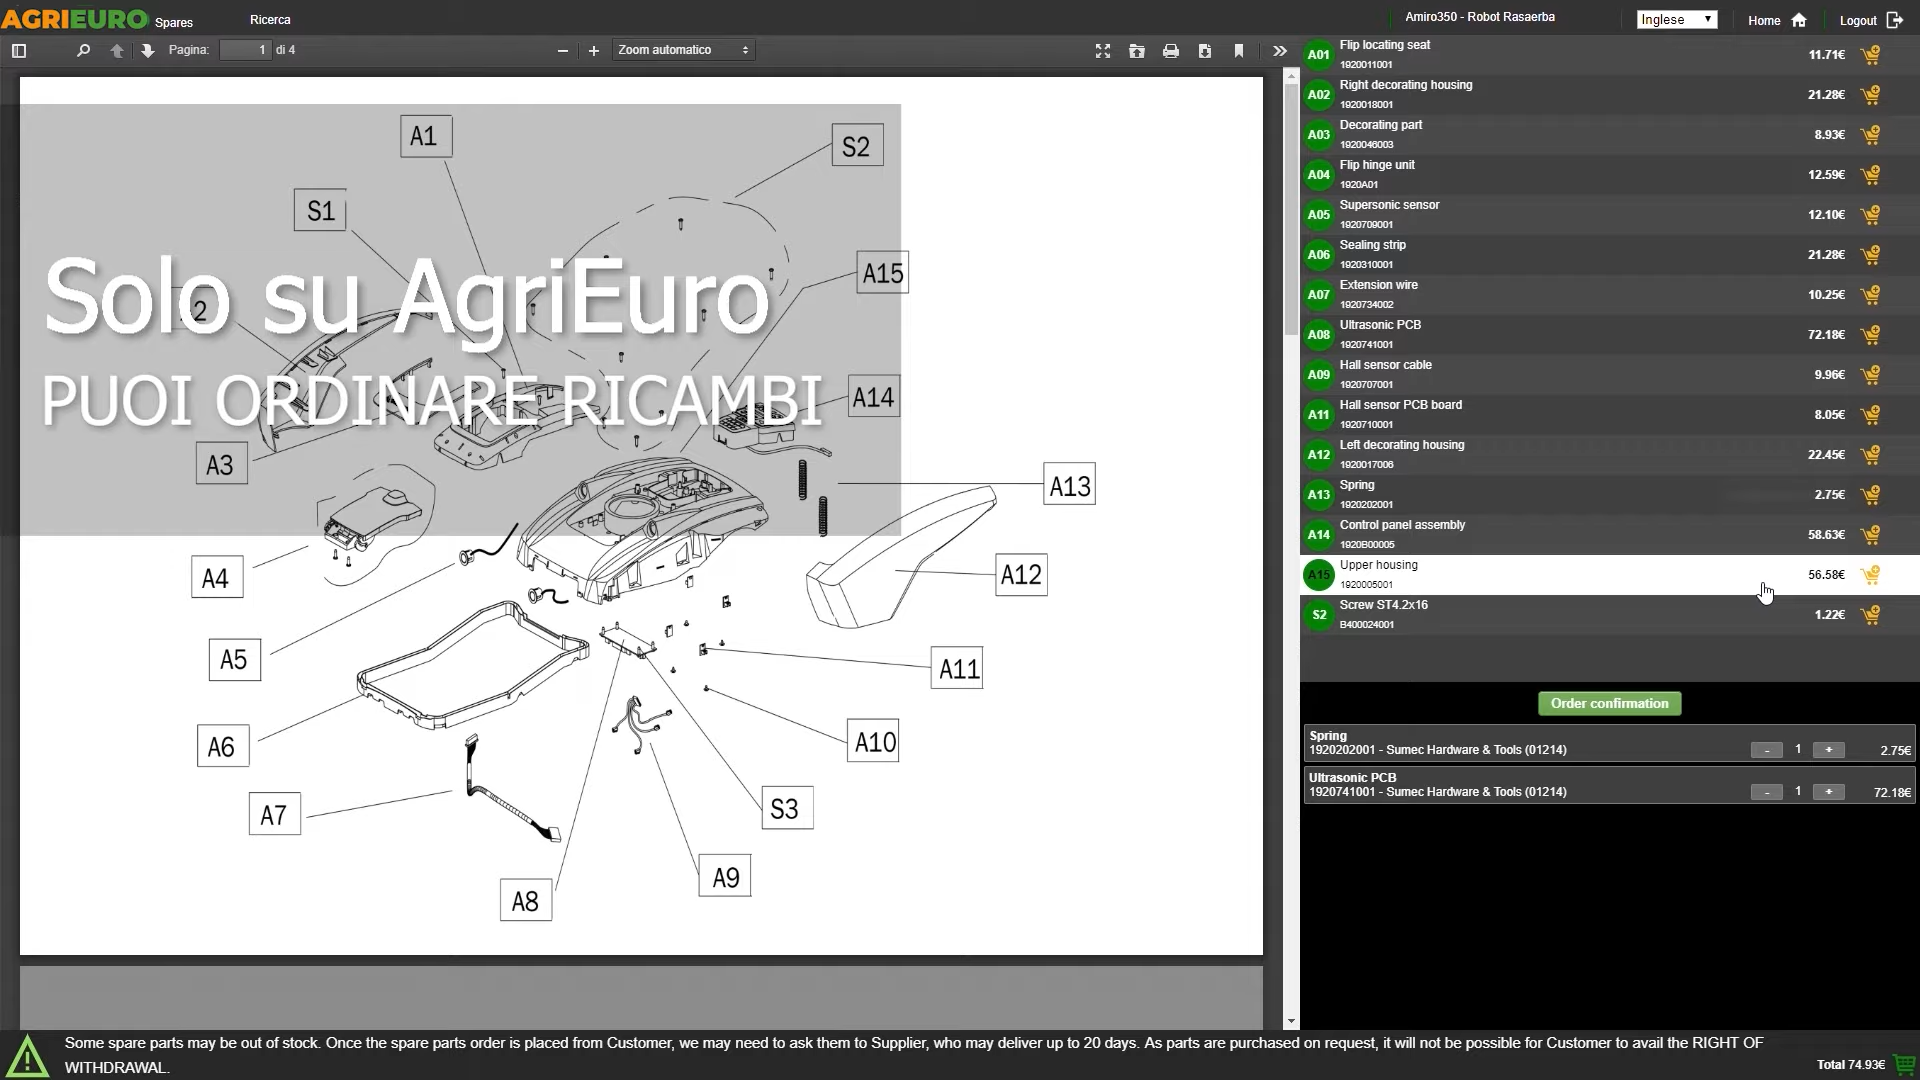 AGRIEURO Spares
Ricerca
Amiro350 - Robot Rasaerba
Inglese
Home
Logout
Pagina: 1 di 4
Zoom automatico
A1
S2
S1
A15
2
Solo su AgriEuro
PUOI ORDINARE RICAMBI
A14
A3
A13
A4
A12
A5
A11
A6
A10
A7
S3
A9
A8
A01 Flip locating seat 11.71€
1920011001
A02 Right decorating housing 21.28€
1920018001
A03 Decorating part 8.93€
1920046003
A04 Flip hinge unit 12.59€
1920A01
A05 Supersonic sensor 12.10€
1920709001
A06 Sealing strip 21.28€
1920310001
A07 Extension wire 10.25€
1920734002
A08 Ultrasonic PCB 72.18€
1920741001
A09 Hall sensor cable 9.96€
1920707001
A11 Hall sensor PCB board 8.05€
1920710001
A12 Left decorating housing 22.45€
1920017006
A13 Spring 2.75€
1920202001
A14 Control panel assembly 58.63€
1920B00005
A15 Upper housing 56.58€
1920005001
S2 Screw ST4.2x16 1.22€
B400024001
Order confirmation
Spring
1920202001 - Sumec Hardware & Tools (01214) - 1 + 2.75€
Ultrasonic PCB
1920741001 - Sumec Hardware & Tools (01214) - 1 + 72.18€
Some spare parts may be out of stock. Once the spare parts order is placed from Customer, we may need to ask them to Supplier, who may deliver up to 20 days. As parts are purchased on request, it will not be possible for Customer to avail the RIGHT OF
WITHDRAWAL.
Total 74.93€